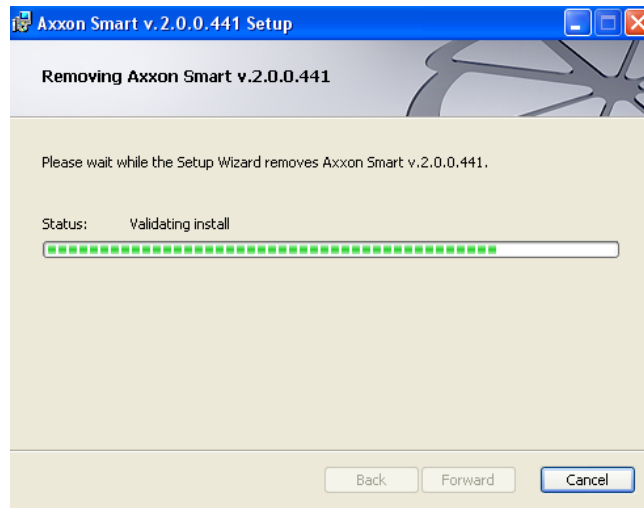 Axxon Smart v.2.0.0.441 Setup
Removing Axxon Smart v.2.0.0.441
Please wait while the Setup Wizard removes Axxon Smart v.2.0.0.441.
Status: Validating install
Back Forward Cancel